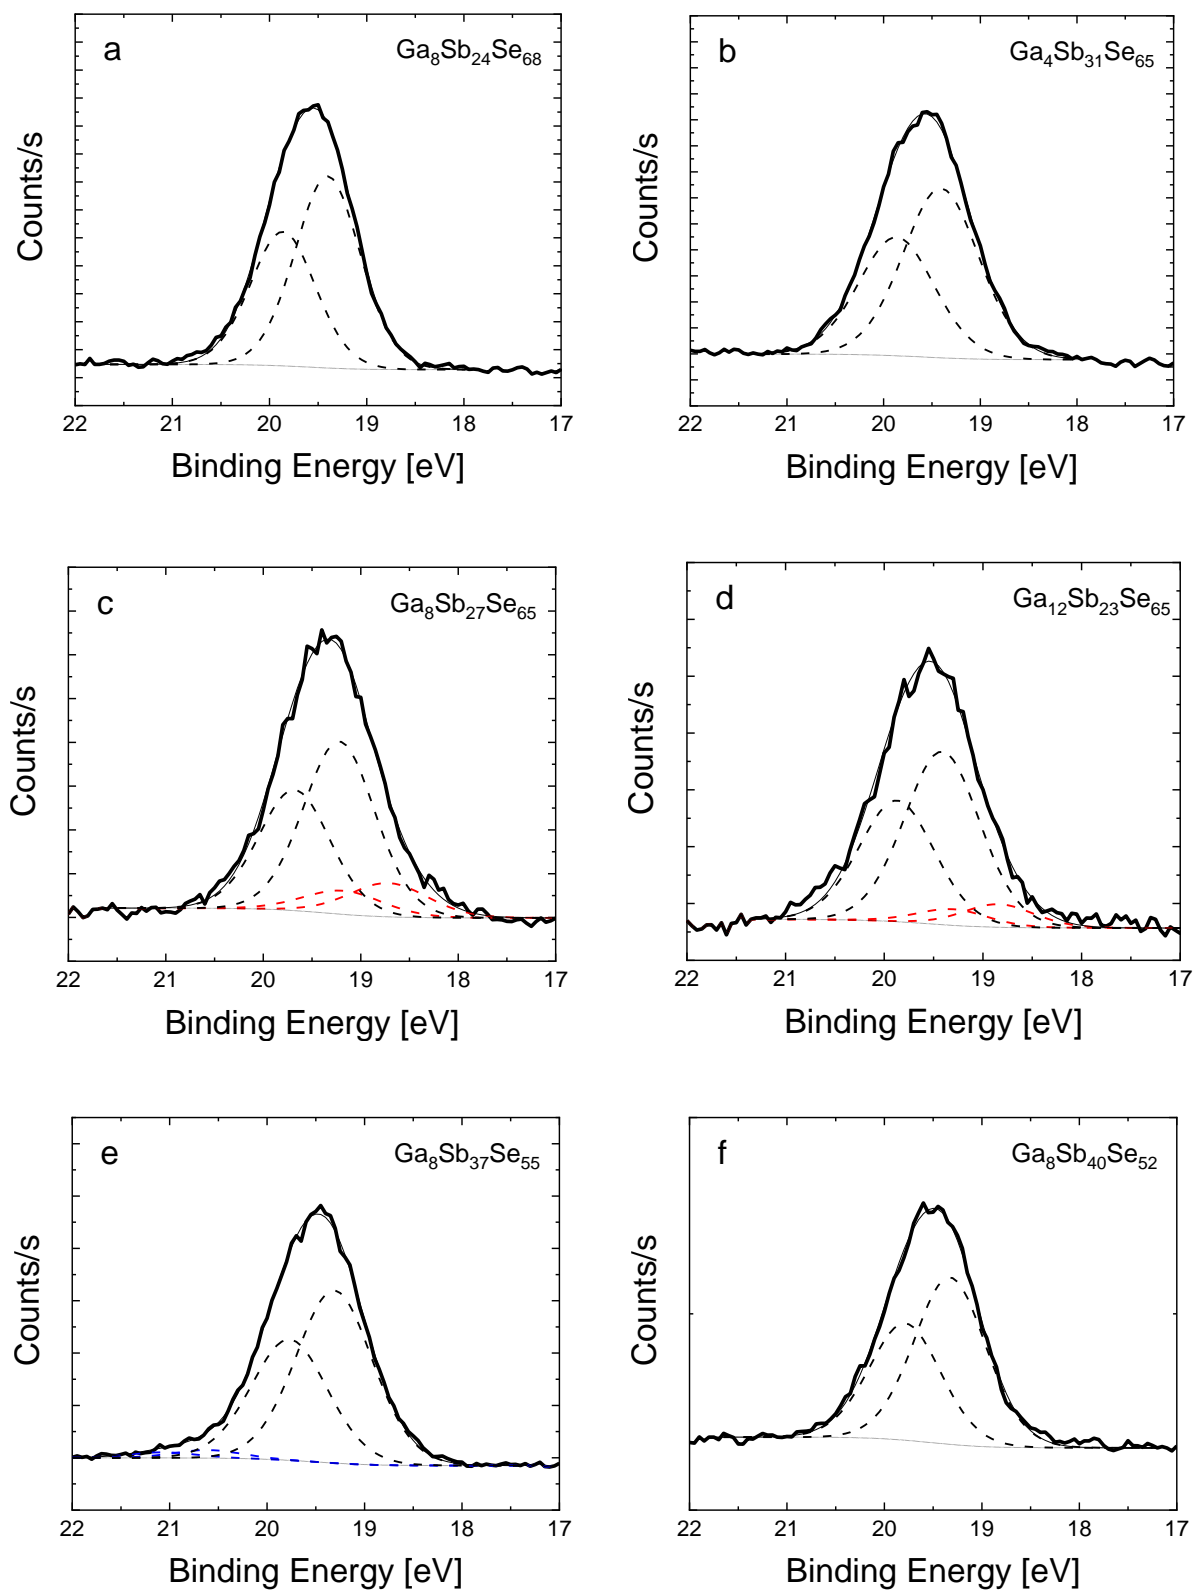 a Ga8Sb24Se68
Counts/s
22 21 20 19 18 17
Binding Energy [eV]
b Ga4Sb31Se65
Counts/s
22 21 20 19 18 17
Binding Energy [eV]
c Ga8Sb27Se65
Counts/s
22 21 20 19 18 17
Binding Energy [eV]
d Ga12Sb23Se65
Counts/s
22 21 20 19 18 17
Binding Energy [eV]
e Ga8Sb37Se55
Counts/s
22 21 20 19 18 17
Binding Energy [eV]
f Ga8Sb40Se52
Counts/s
22 21 20 19 18 17
Binding Energy [eV]